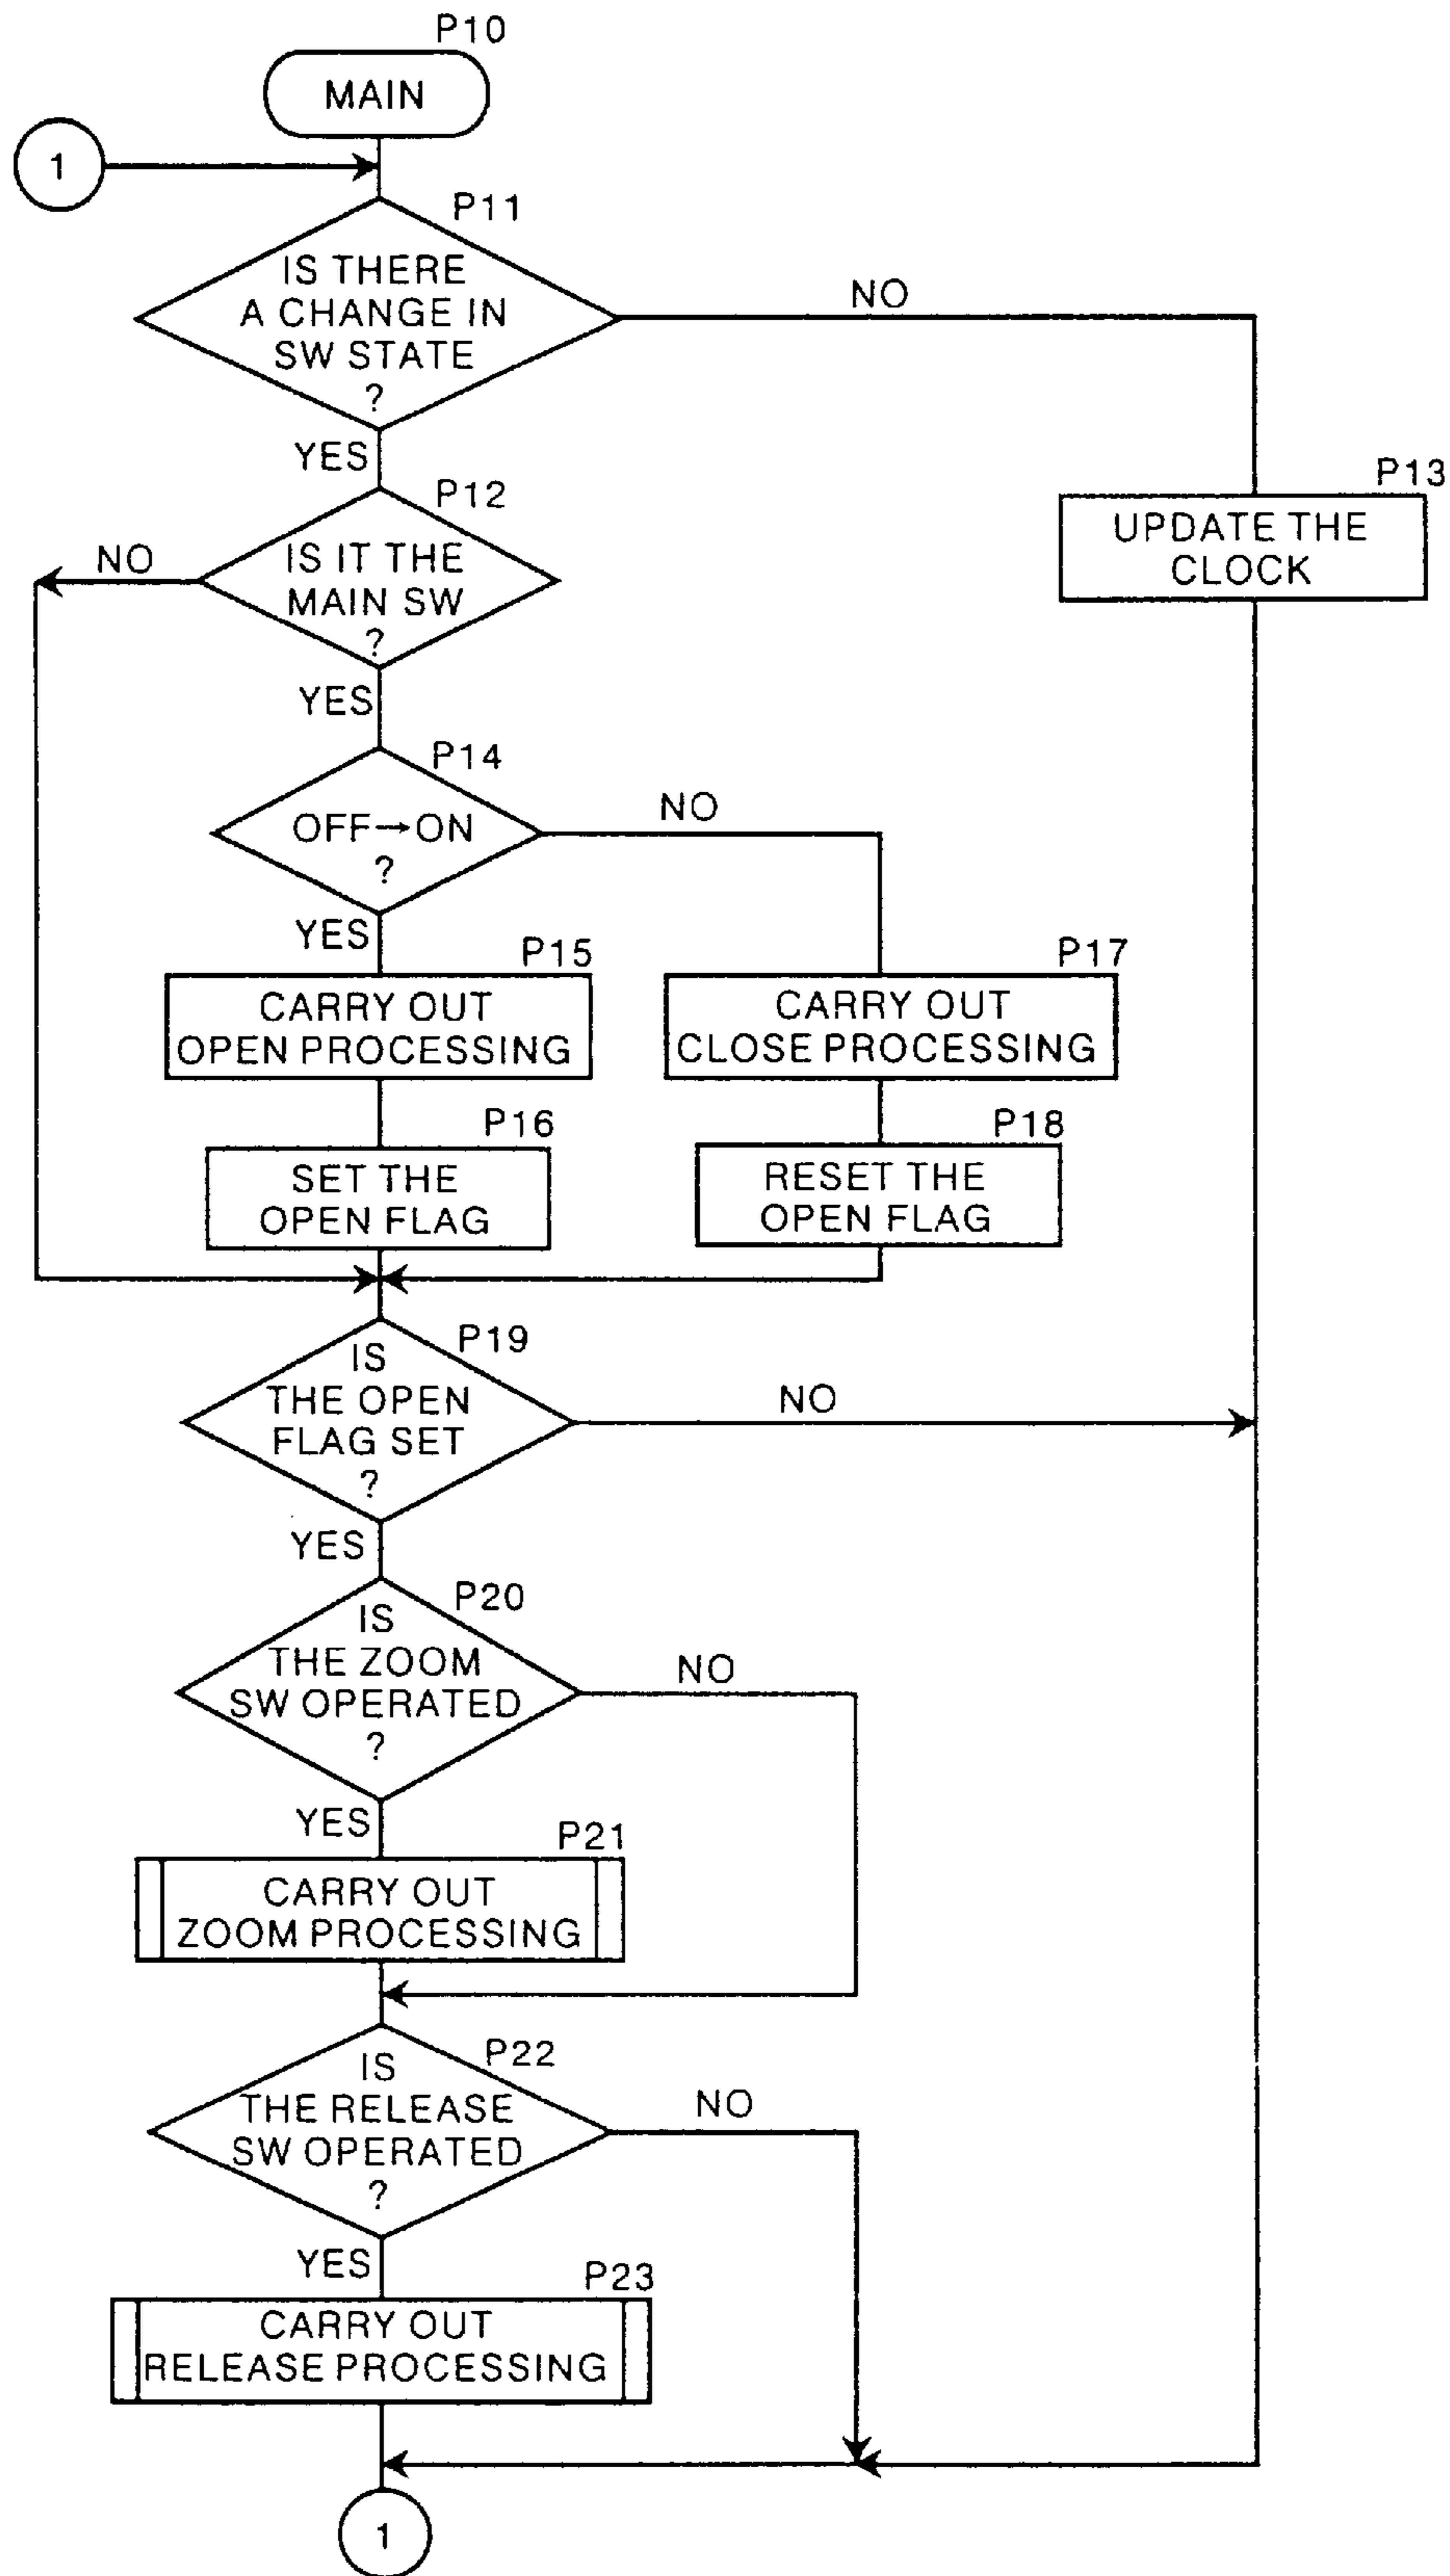 P10
MAIN
1
P11
IS THERE
A CHANGE IN
SW STATE
?
NO
YES
P12
IS IT THE
MAIN SW
?
NO
YES
P13
UPDATE THE
CLOCK
P14
OFF→ON
?
NO
YES
P15
CARRY OUT
OPEN PROCESSING
P17
CARRY OUT
CLOSE PROCESSING
P16
SET THE
OPEN FLAG
P18
RESET THE
OPEN FLAG
P19
IS
THE OPEN
FLAG SET
?
NO
YES
P20
IS
THE ZOOM
SW OPERATED
?
NO
YES
P21
CARRY OUT
ZOOM PROCESSING
P22
IS
THE RELEASE
SW OPERATED
?
NO
YES
P23
CARRY OUT
RELEASE PROCESSING
1